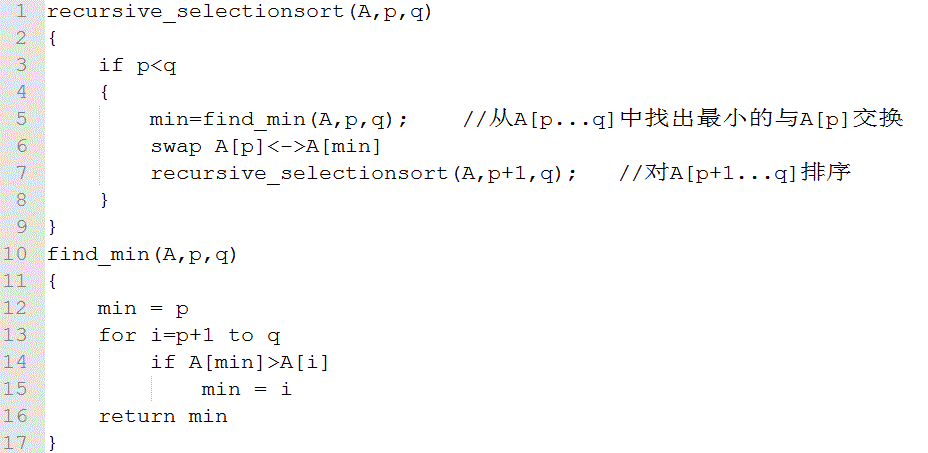 1 recursive_selectionsort(A,p,q)
2 {
3     if p<q
4     {
5         min=find_min(A,p,q);    //从A[p...q]中找出最小的与A[p]交换
6         swap A[p]<->A[min]
7         recursive_selectionsort(A,p+1,q);   //对A[p+1...q]排序
8     }
9 }
10 find_min(A,p,q)
11 {
12     min = p
13     for i=p+1 to q
14         if A[min]>A[i]
15             min = i
16     return min
17 }